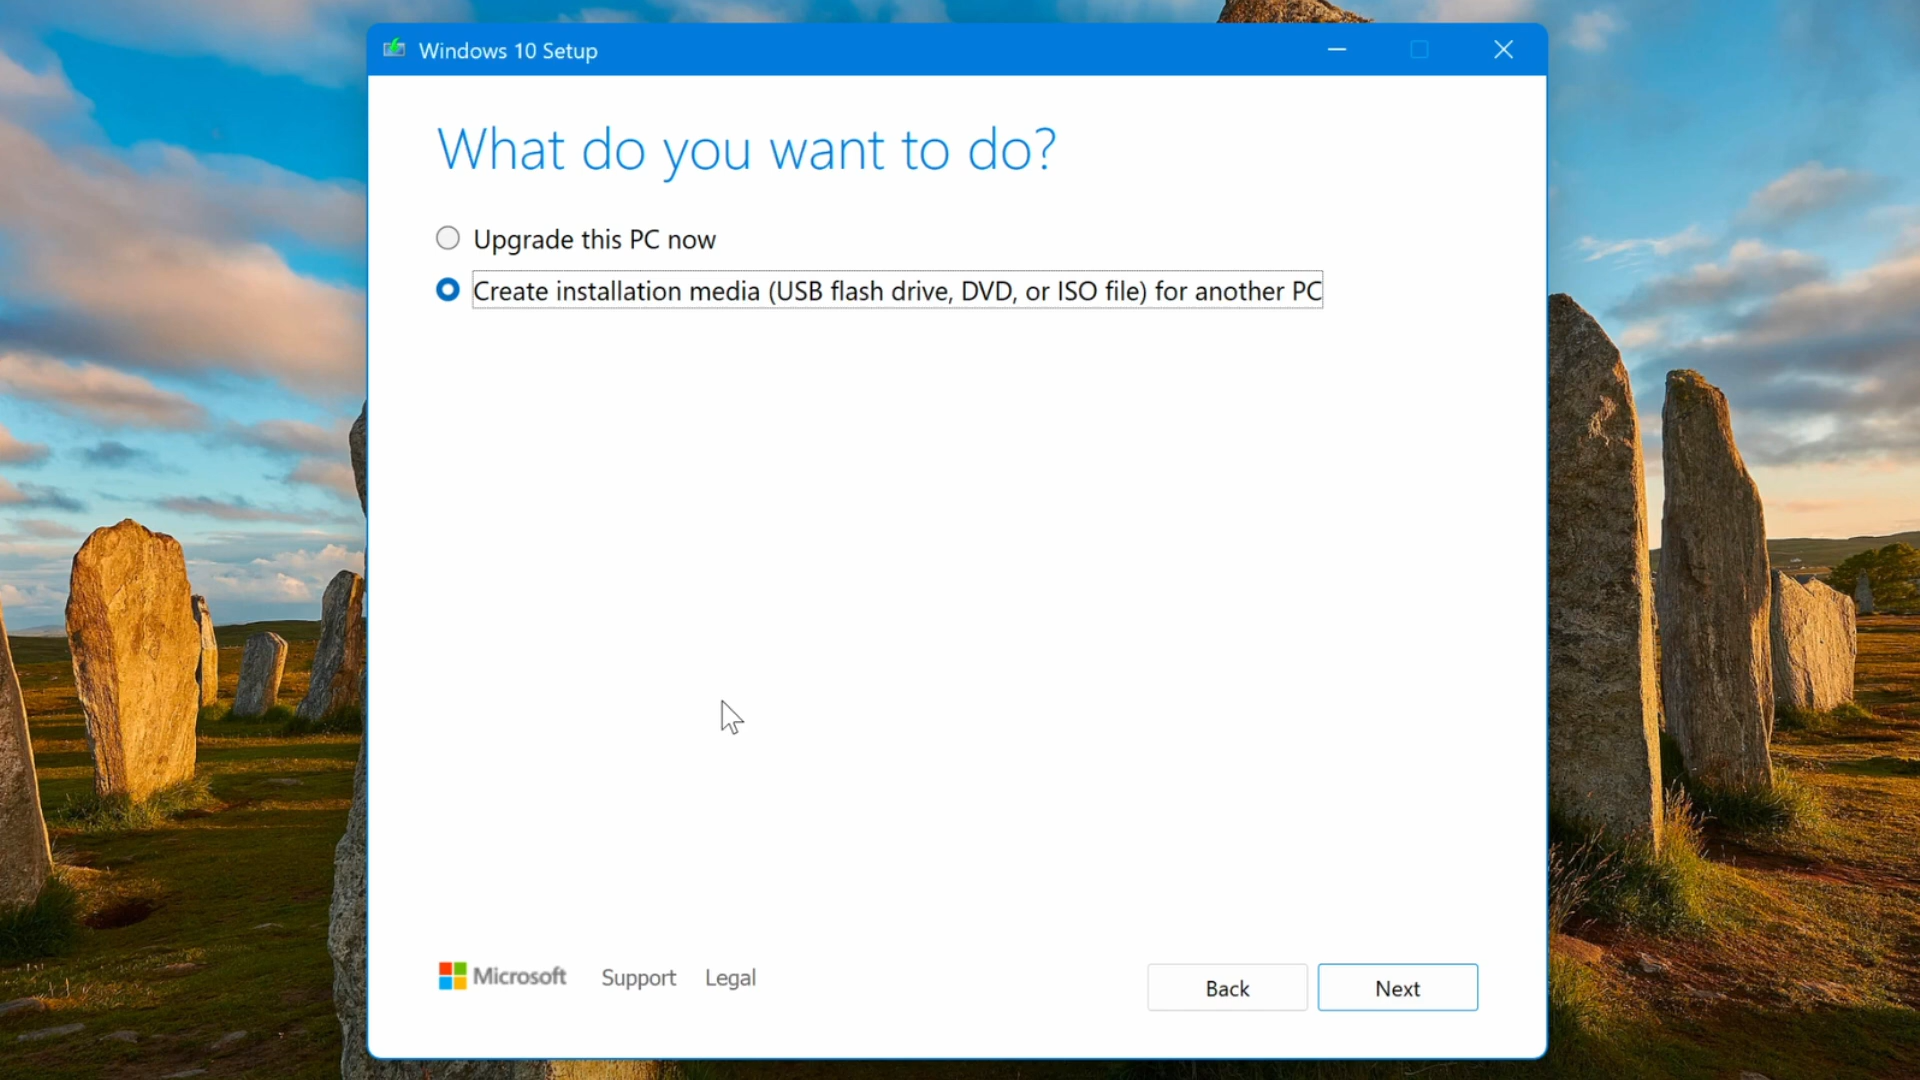 Windows 10 Setup
What do you want to do?
Upgrade this PC now
Create installation media (USB flash drive, DVD, or ISO file) for another PC
Microsoft Support Legal
Back Next